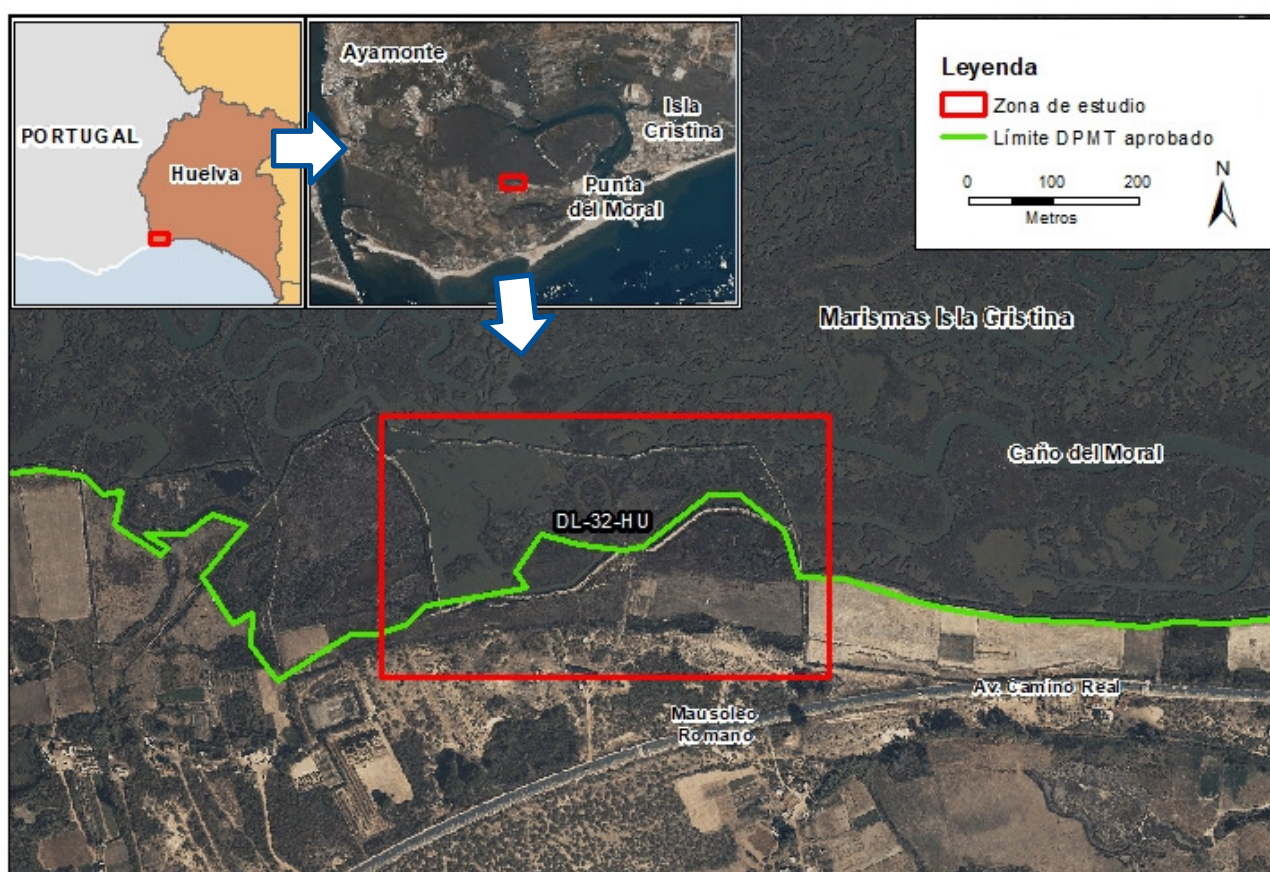 PORTUGAL
Huelva
Ayamonte
Isla
Cristina
Punta
del Moral
Leyenda
Zona de estudio
Límite DPMT aprobado
0 100 200
Metros
N
Marismas Isla Cristina
Caño del Moral
DL-32-HU
Av. Camino Real
Mausoleo
Romano